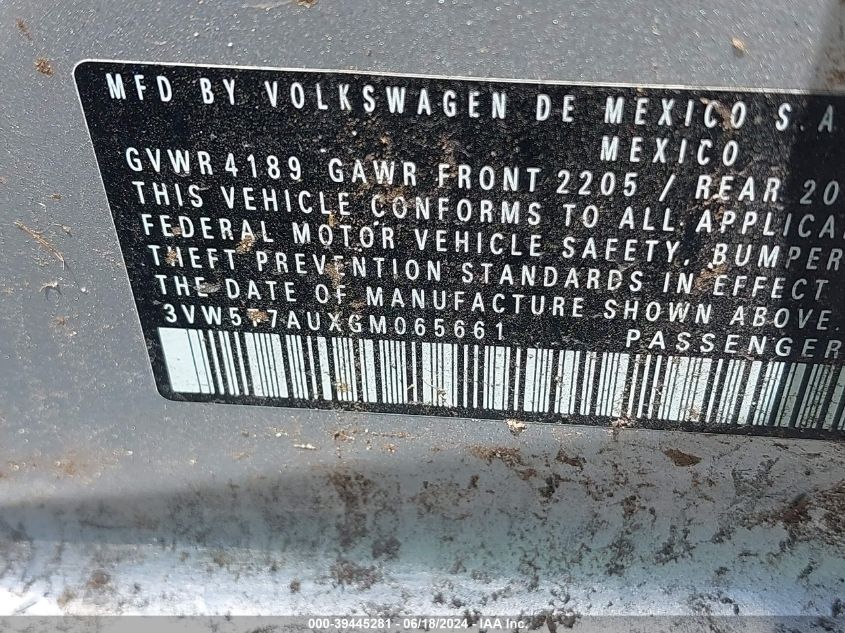 MFD BY VOLKSWAGEN DE MEXICO S.A
MEXICO
GVWR 4189 GAWR FRONT 2205 / REAR 20
THIS VEHICLE CONFORMS TO ALL APPLICA
FEDERAL MOTOR VEHICLE SAFETY, BUMPER
THEFT PREVENTION STANDARDS IN EFFECT
THE DATE OF MANUFACTURE SHOWN ABOVE.
3VW5T7AUXGM065661 PASSENGER
000-39445281 - 06/18/2024 - IAA Inc.